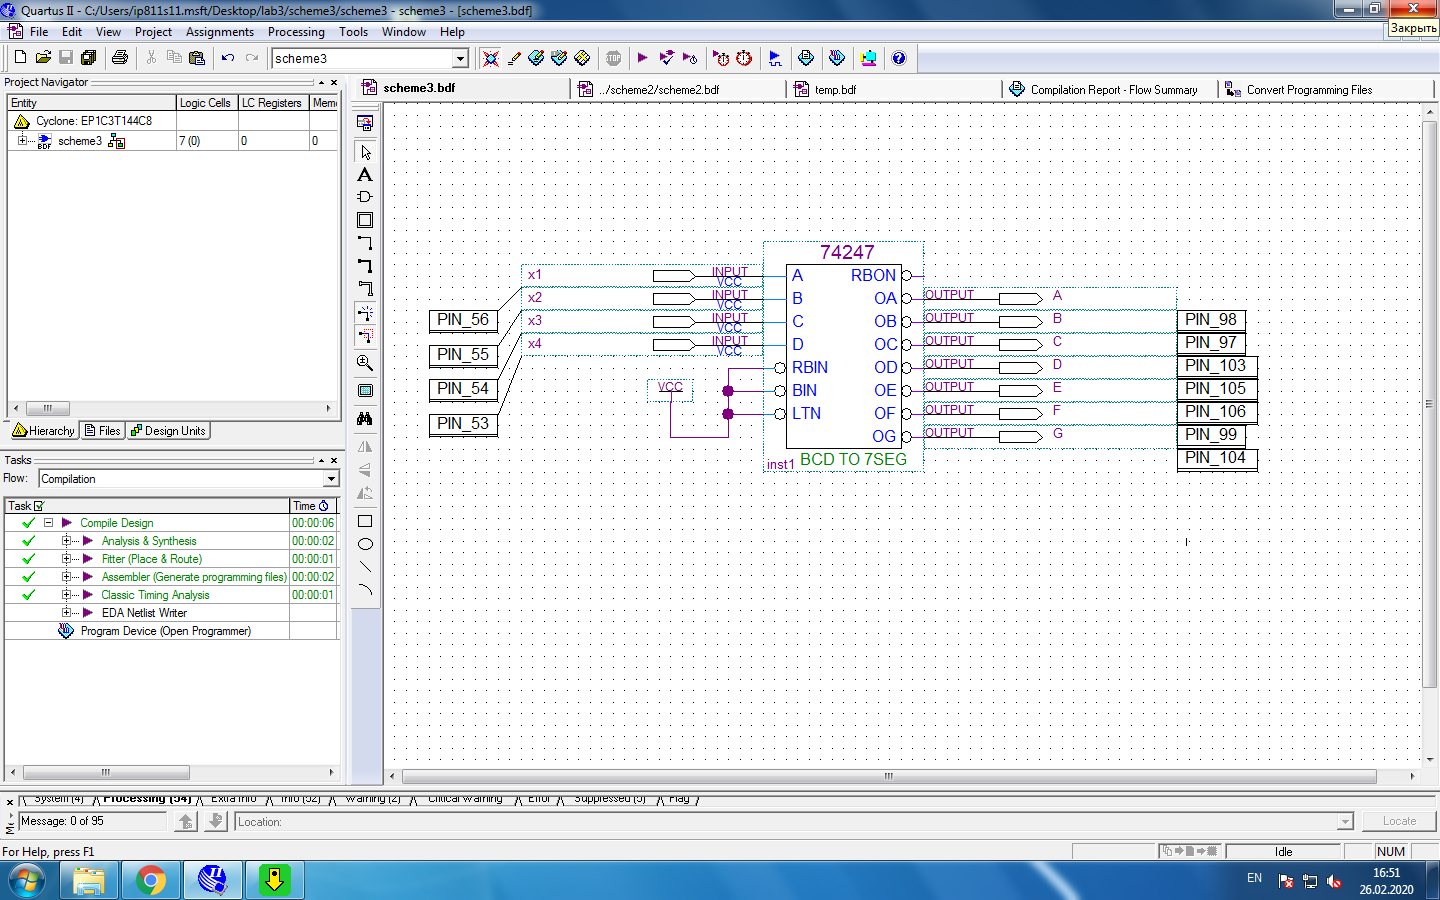 Quartus II - C:/Users/ip811s11.msft/Desktop/lab3/scheme3/scheme3 - scheme3 - [scheme3.bdf]
Закрыть
File Edit View Project Assignments Processing Tools Window Help
scheme3
STOP
Project Navigator
Entity Logic Cells LC Registers Mem
Cyclone: EP1C3T144C8
BDF scheme3 7 (0) 0 0
Hierarchy Files Design Units
Tasks
Flow: Compilation
Task Time
Compile Design 00:00:06
Analysis & Synthesis 00:00:02
Fitter (Place & Route) 00:00:01
Assembler (Generate programming files) 00:00:02
Classic Timing Analysis 00:00:01
EDA Netlist Writer
Program Device (Open Programmer)
scheme3.bdf ../scheme2/scheme2.bdf temp.bdf Compilation Report - Flow Summary Convert Programming Files
74247
x1 INPUT VCC A RBON
x2 INPUT VCC B OA OUTPUT A
x3 INPUT VCC C OB OUTPUT B
x4 INPUT VCC D OC OUTPUT C
RBIN OD OUTPUT D
VCC BIN OE OUTPUT E
LTN OF OUTPUT F
OG OUTPUT G
inst1 BCD TO 7SEG
PIN_56
PIN_55
PIN_54
PIN_53
PIN_98
PIN_97
PIN_103
PIN_105
PIN_106
PIN_99
PIN_104
System (4) Processing (54) Extra Info Info (52) Warning (2) Critical Warning Error Suppressed (5) Flag
Message: 0 of 95 Location: Locate
For Help, press F1 Idle NUM
EN 16:51
26.02.2020